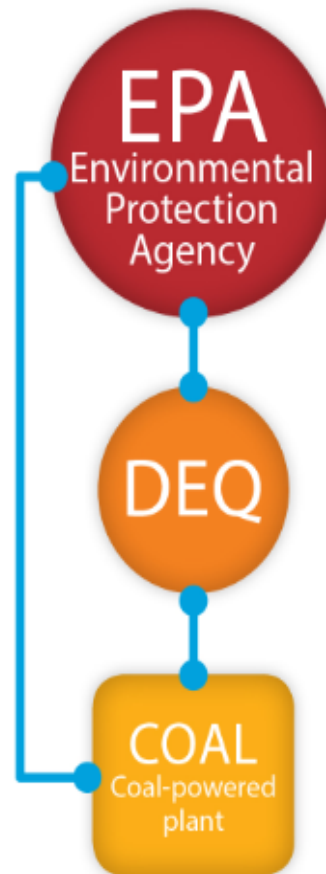 EPA
Environmental
Protection
Agency
DEQ
COAL
Coal-powered
plant